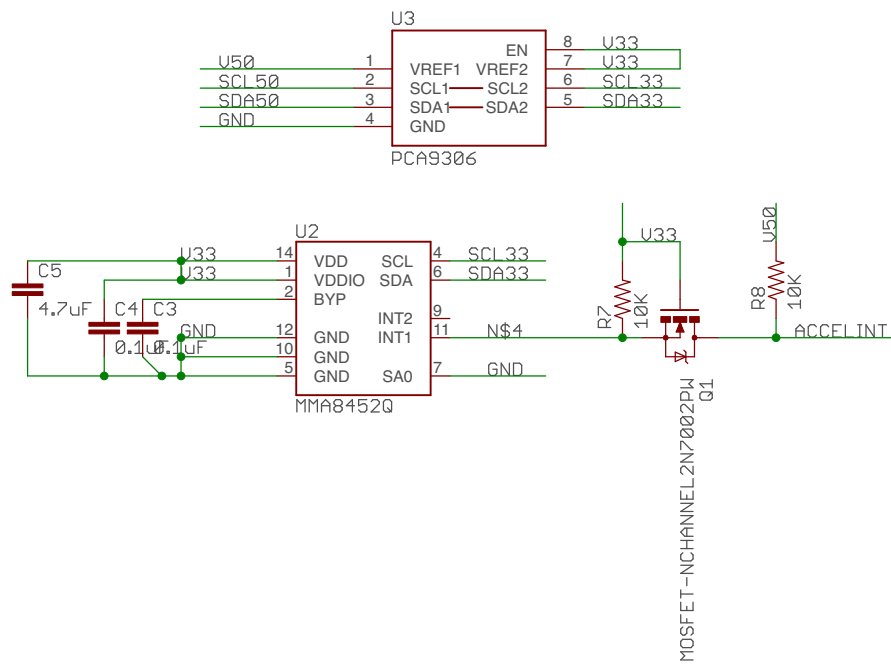 U3
V50 1 VREF1 EN 8 V33
VREF2 7 V33
SCL50 2 SCL1 SCL2 6 SCL33
SDA50 3 SDA1 SDA2 5 SDA33
GND 4 GND
PCA9306
U2
V33 14 VDD SCL 4 SCL33
V33 1 VDDIO SDA 6 SDA33
2 BYP
INT2 9
GND 12 GND INT1 11 N$4
10 GND
5 GND SA0 7 GND
MMA8452Q
C5
4.7uF
C4
0.1uF
C3
0.1uF
V33
R7
10K
V50
R8
10K
ACCELINT
Q1
MOSFET-NCHANNEL2N7002PW